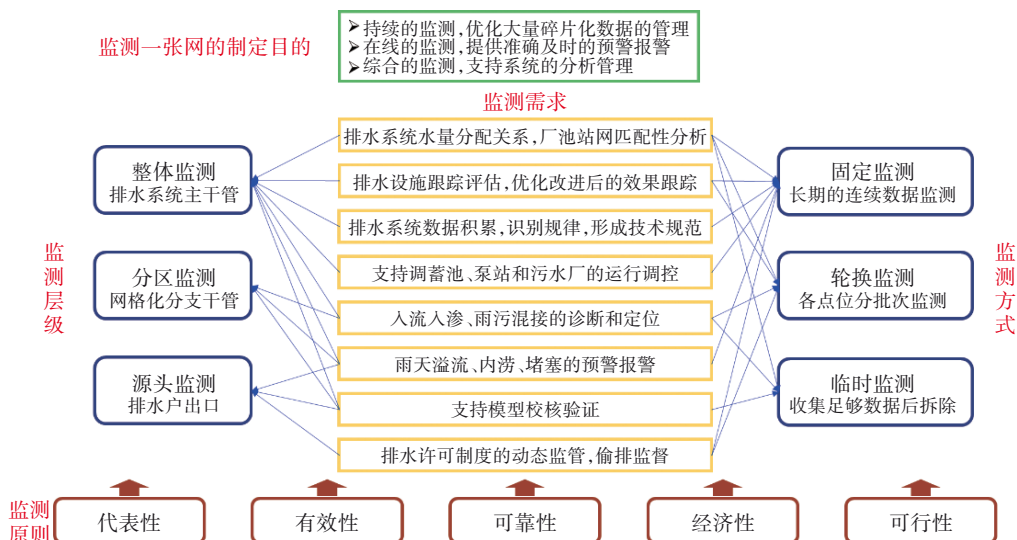 监测一张网的制定目的
➢持续的监测,优化大量碎片化数据的管理
➢在线的监测,提供准确及时的预警报警
➢综合的监测,支持系统的分析管理
监测需求
监测层级
整体监测
排水系统主干管
分区监测
网格化分支干管
源头监测
排水户出口
排水系统水量分配关系,厂池站网匹配性分析
排水设施跟踪评估,优化改进后的效果跟踪
排水系统数据积累,识别规律,形成技术规范
支持调蓄池、泵站和污水厂的运行调控
入流入渗、雨污混接的诊断和定位
雨天溢流、内涝、堵塞的预警报警
支持模型校核验证
排水许可制度的动态监管,偷排监督
固定监测
长期的连续数据监测
轮换监测
各点位分批次监测
临时监测
收集足够数据后拆除
监测方式
监测
原则
代表性
有效性
可靠性
经济性
可行性